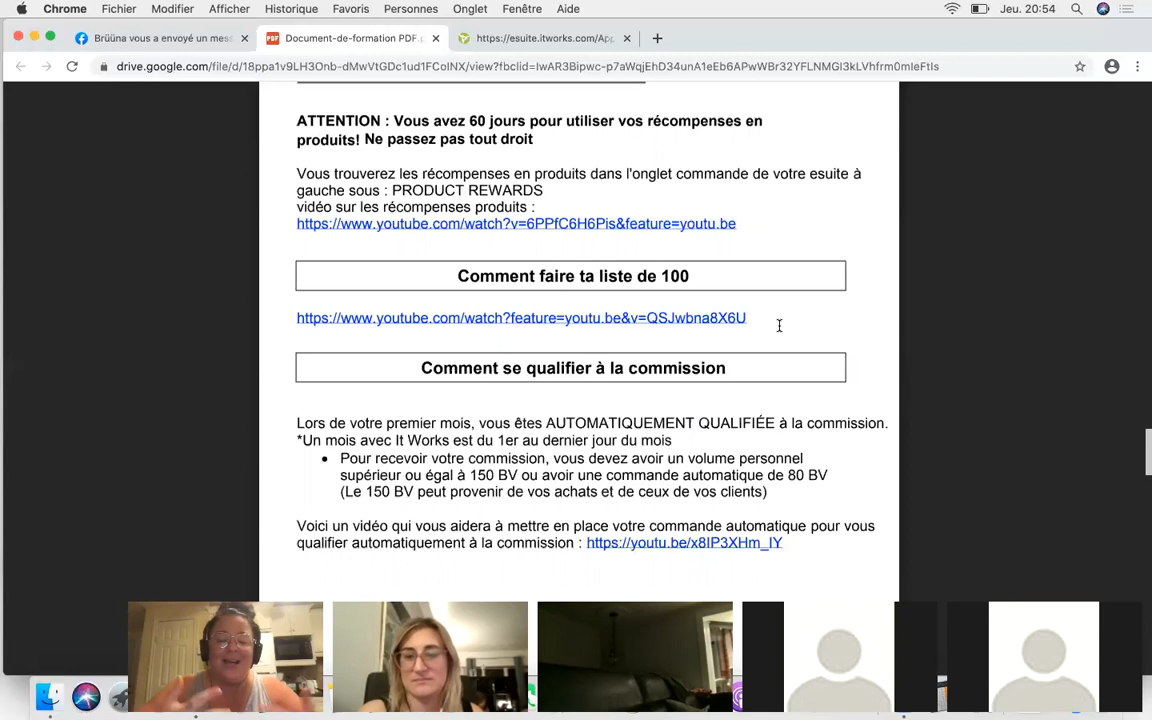 Chrome Fichier Modifier Afficher Historique Favoris Personnes Onglet Fenêtre Aide Jeu. 20:54
Brüüna vous a envoyé un mess
Document-de-formation PDF.p
https://esuite.itworks.com/App
drive.google.com/file/d/18ppa1v9LH3Onb-dMwVtGDc1ud1FCoINX/view?fbclid=IwAR3Bipwc-p7aWqjEhD34unA1eEb6APwWBr32YFLNMGI3kLVhfrm0mIeFtIs
ATTENTION : Vous avez 60 jours pour utiliser vos récompenses en
produits! Ne passez pas tout droit
Vous trouverez les récompenses en produits dans l'onglet commande de votre esuite à
gauche sous : PRODUCT REWARDS
vidéo sur les récompenses produits :
https://www.youtube.com/watch?v=6PPfC6H6Pis&feature=youtu.be
Comment faire ta liste de 100
https://www.youtube.com/watch?feature=youtu.be&v=QSJwbna8X6U
Comment se qualifier à la commission
Lors de votre premier mois, vous êtes AUTOMATIQUEMENT QUALIFIÉE à la commission.
*Un mois avec It Works est du 1er au dernier jour du mois
• Pour recevoir votre commission, vous devez avoir un volume personnel
supérieur ou égal à 150 BV ou avoir une commande automatique de 80 BV
(Le 150 BV peut provenir de vos achats et de ceux de vos clients)
Voici un vidéo qui vous aidera à mettre en place votre commande automatique pour vous
qualifier automatiquement à la commission : https://youtu.be/x8IP3XHm_IY